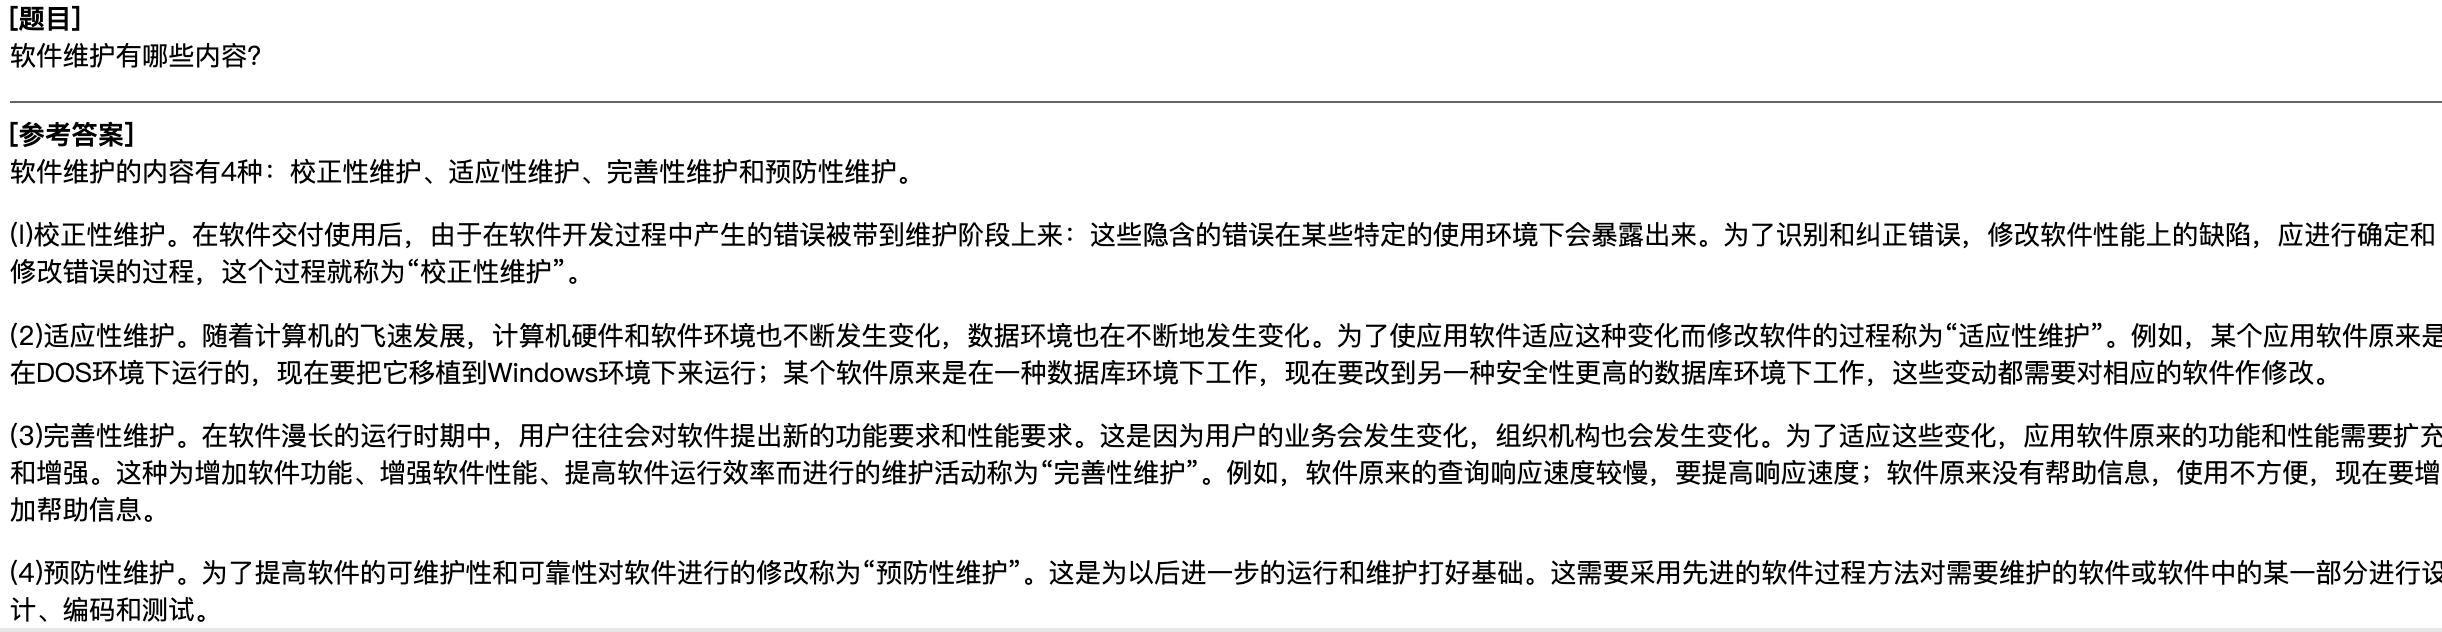 [题目]
软件维护有哪些内容?
[参考答案]
软件维护的内容有4种：校正性维护、适应性维护、完善性维护和预防性维护。
(l)校正性维护。在软件交付使用后，由于在软件开发过程中产生的错误被带到维护阶段上来：这些隐含的错误在某些特定的使用环境下会暴露出来。为了识别和纠正错误，修改软件性能上的缺陷，应进行确定和
修改错误的过程，这个过程就称为“校正性维护”。
(2)适应性维护。随着计算机的飞速发展，计算机硬件和软件环境也不断发生变化，数据环境也在不断地发生变化。为了使应用软件适应这种变化而修改软件的过程称为“适应性维护”。例如，某个应用软件原来是
在DOS环境下运行的，现在要把它移植到Windows环境下来运行；某个软件原来是在一种数据库环境下工作，现在要改到另一种安全性更高的数据库环境下工作，这些变动都需要对相应的软件作修改。
(3)完善性维护。在软件漫长的运行时期中，用户往往会对软件提出新的功能要求和性能要求。这是因为用户的业务会发生变化，组织机构也会发生变化。为了适应这些变化，应用软件原来的功能和性能需要扩充
和增强。这种为增加软件功能、增强软件性能、提高软件运行效率而进行的维护活动称为“完善性维护”。例如，软件原来的查询响应速度较慢，要提高响应速度；软件原来没有帮助信息，使用不方便，现在要增
加帮助信息。
(4)预防性维护。为了提高软件的可维护性和可靠性对软件进行的修改称为“预防性维护”。这是为以后进一步的运行和维护打好基础。这需要采用先进的软件过程方法对需要维护的软件或软件中的某一部分进行设
计、编码和测试。